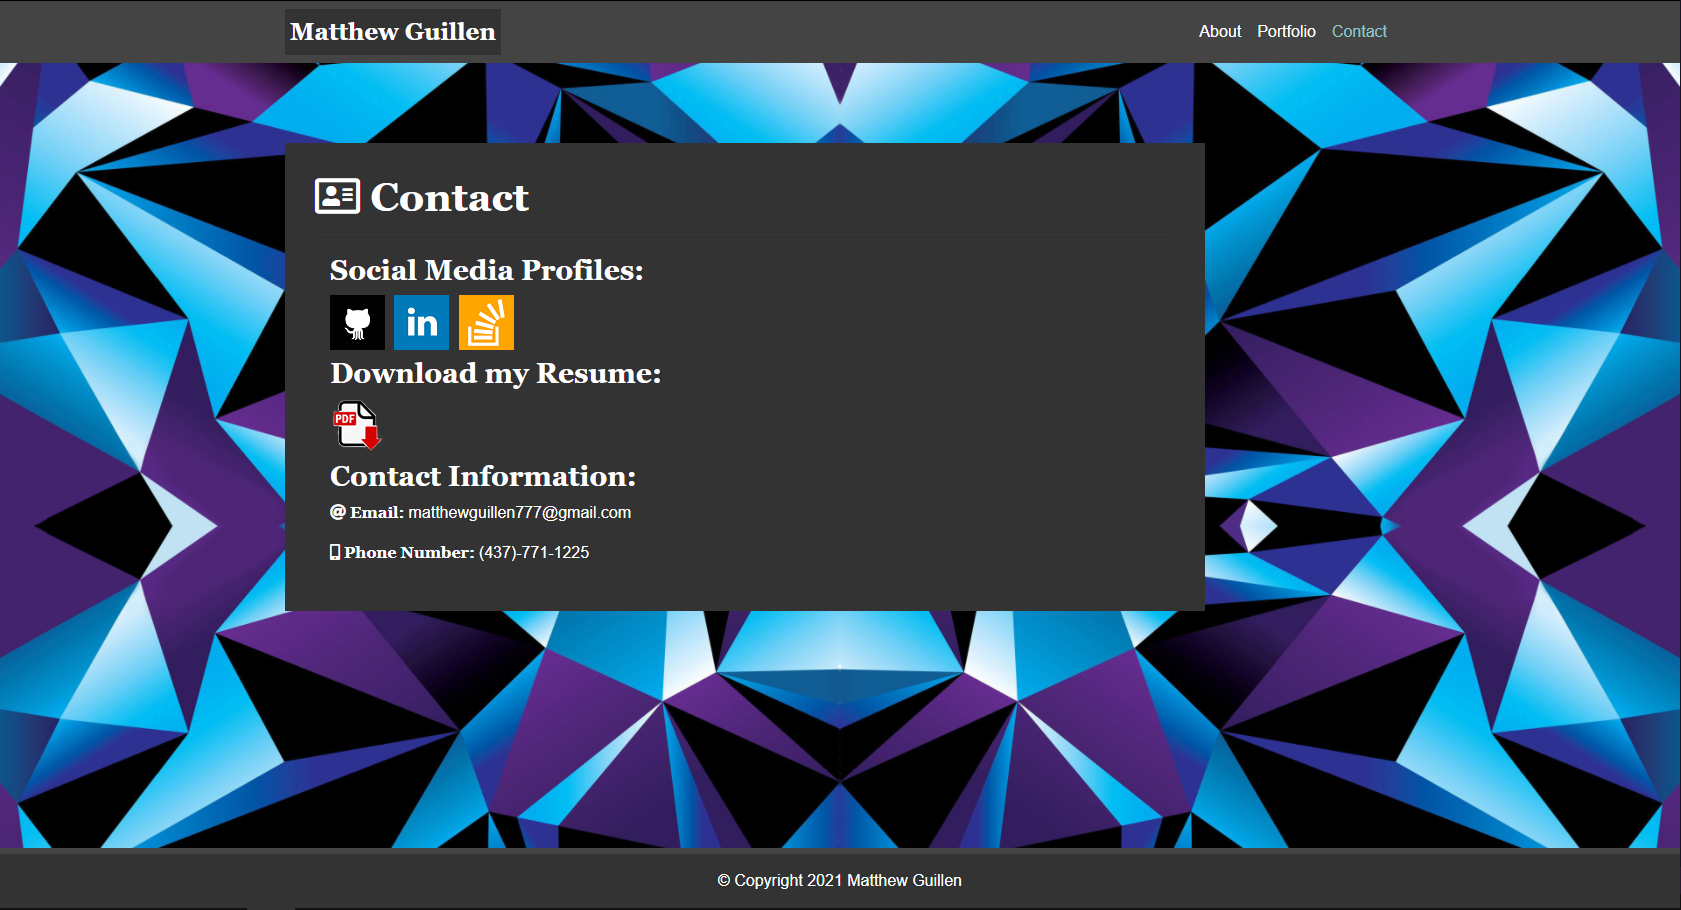 Matthew Guillen
About Portfolio Contact
Contact
Social Media Profiles:
in
Download my Resume:
PDF
Contact Information:
Email: matthewguillen777@gmail.com
Phone Number: (437)-771-1225
© Copyright 2021 Matthew Guillen